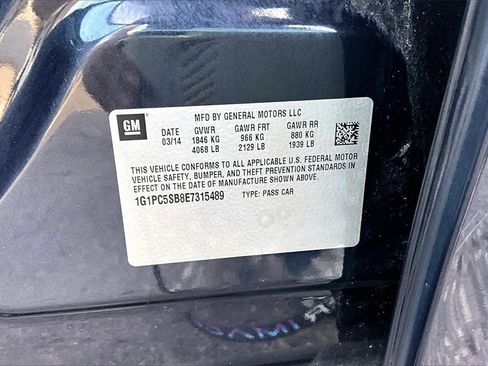 GM
MFD BY GENERAL MOTORS LLC
DATE GVWR GAWR FRT GAWR RR
03/14 1846 KG 966 KG 880 KG
4068 LB 2129 LB 1939 LB
THIS VEHICLE CONFORMS TO ALL APPLICABLE U.S. FEDERAL MOTOR
VEHICLE SAFETY, BUMPER, AND THEFT PREVENTION STANDARDS IN
EFFECT ON THE DATE OF MANUFACTURE SHOWN ABOVE.
1G1PC5SB8E7315489 TYPE: PASS CAR